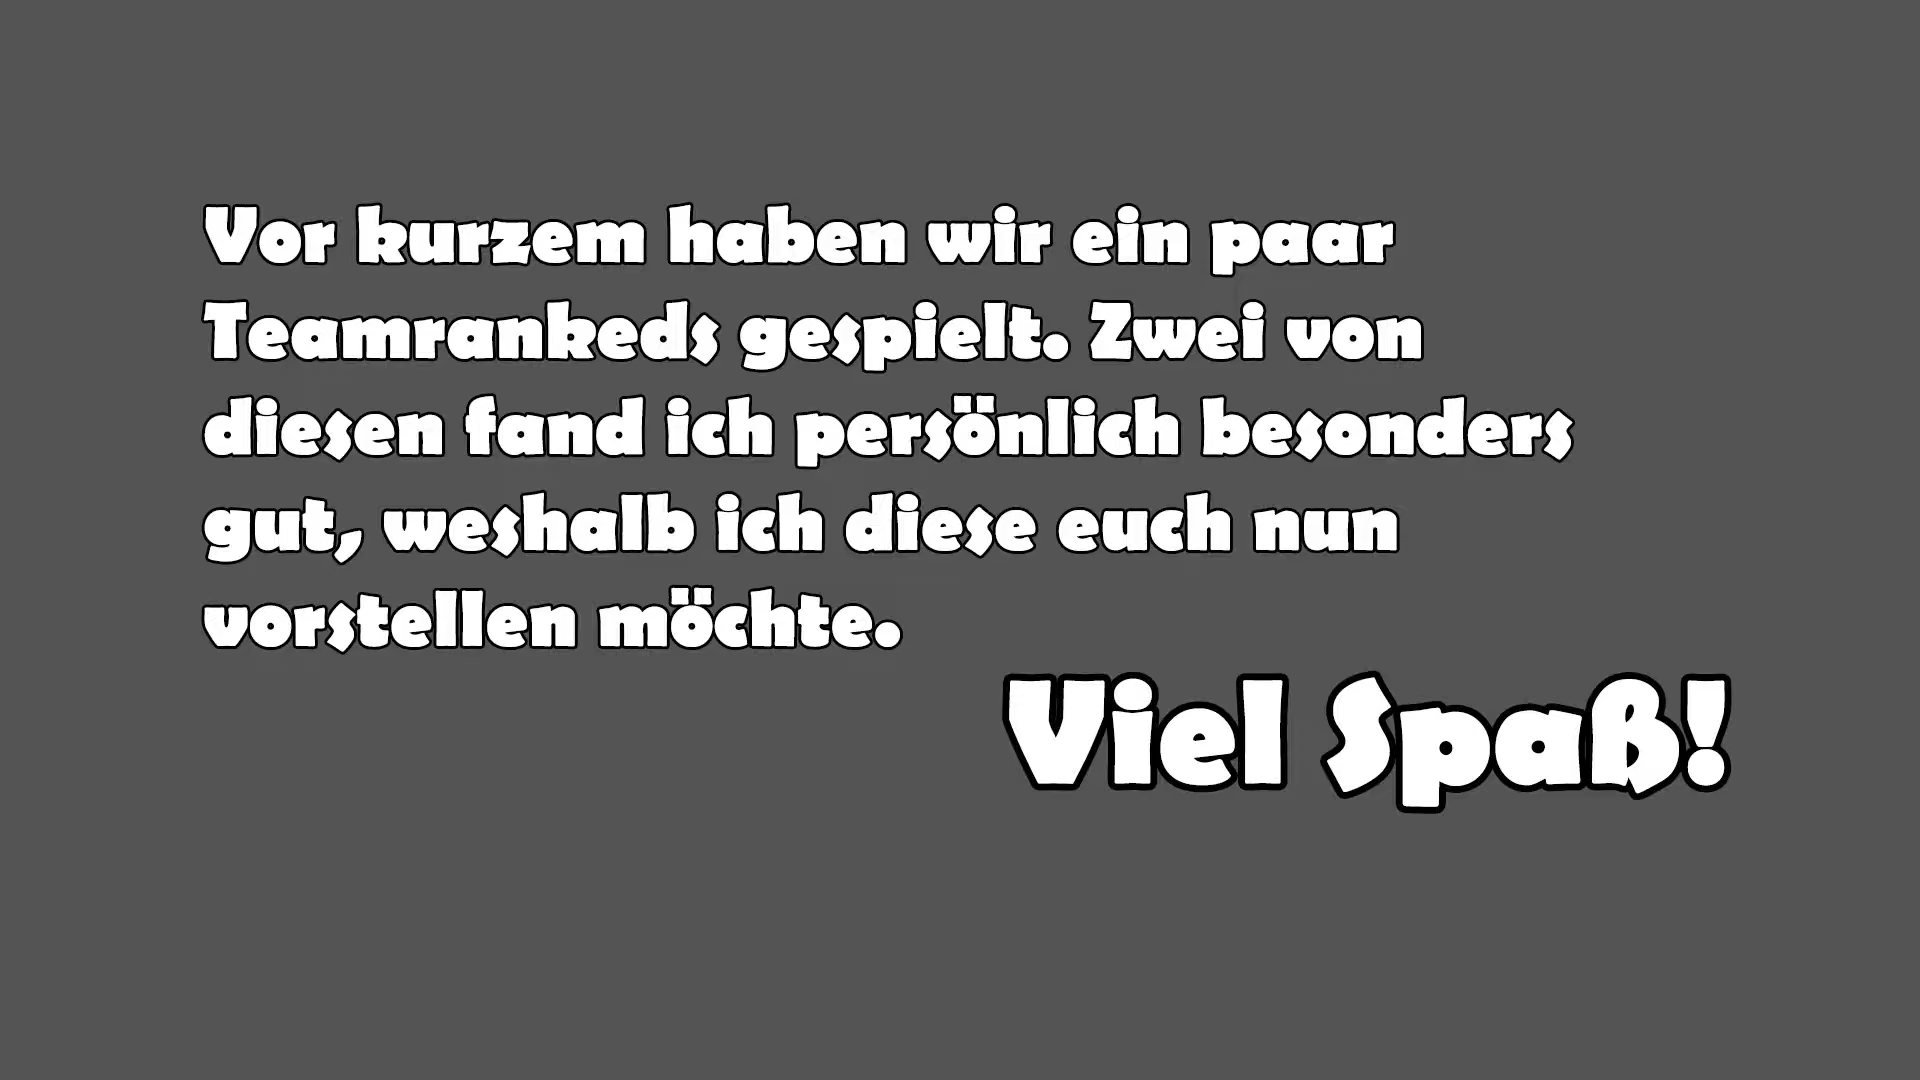 Vor kurzem haben wir ein paar
Teamrankeds gespielt. Zwei von
diesen fand ich persönlich besonders
gut, weshalb ich diese euch nun
vorstellen möchte.
Viel Spaß!